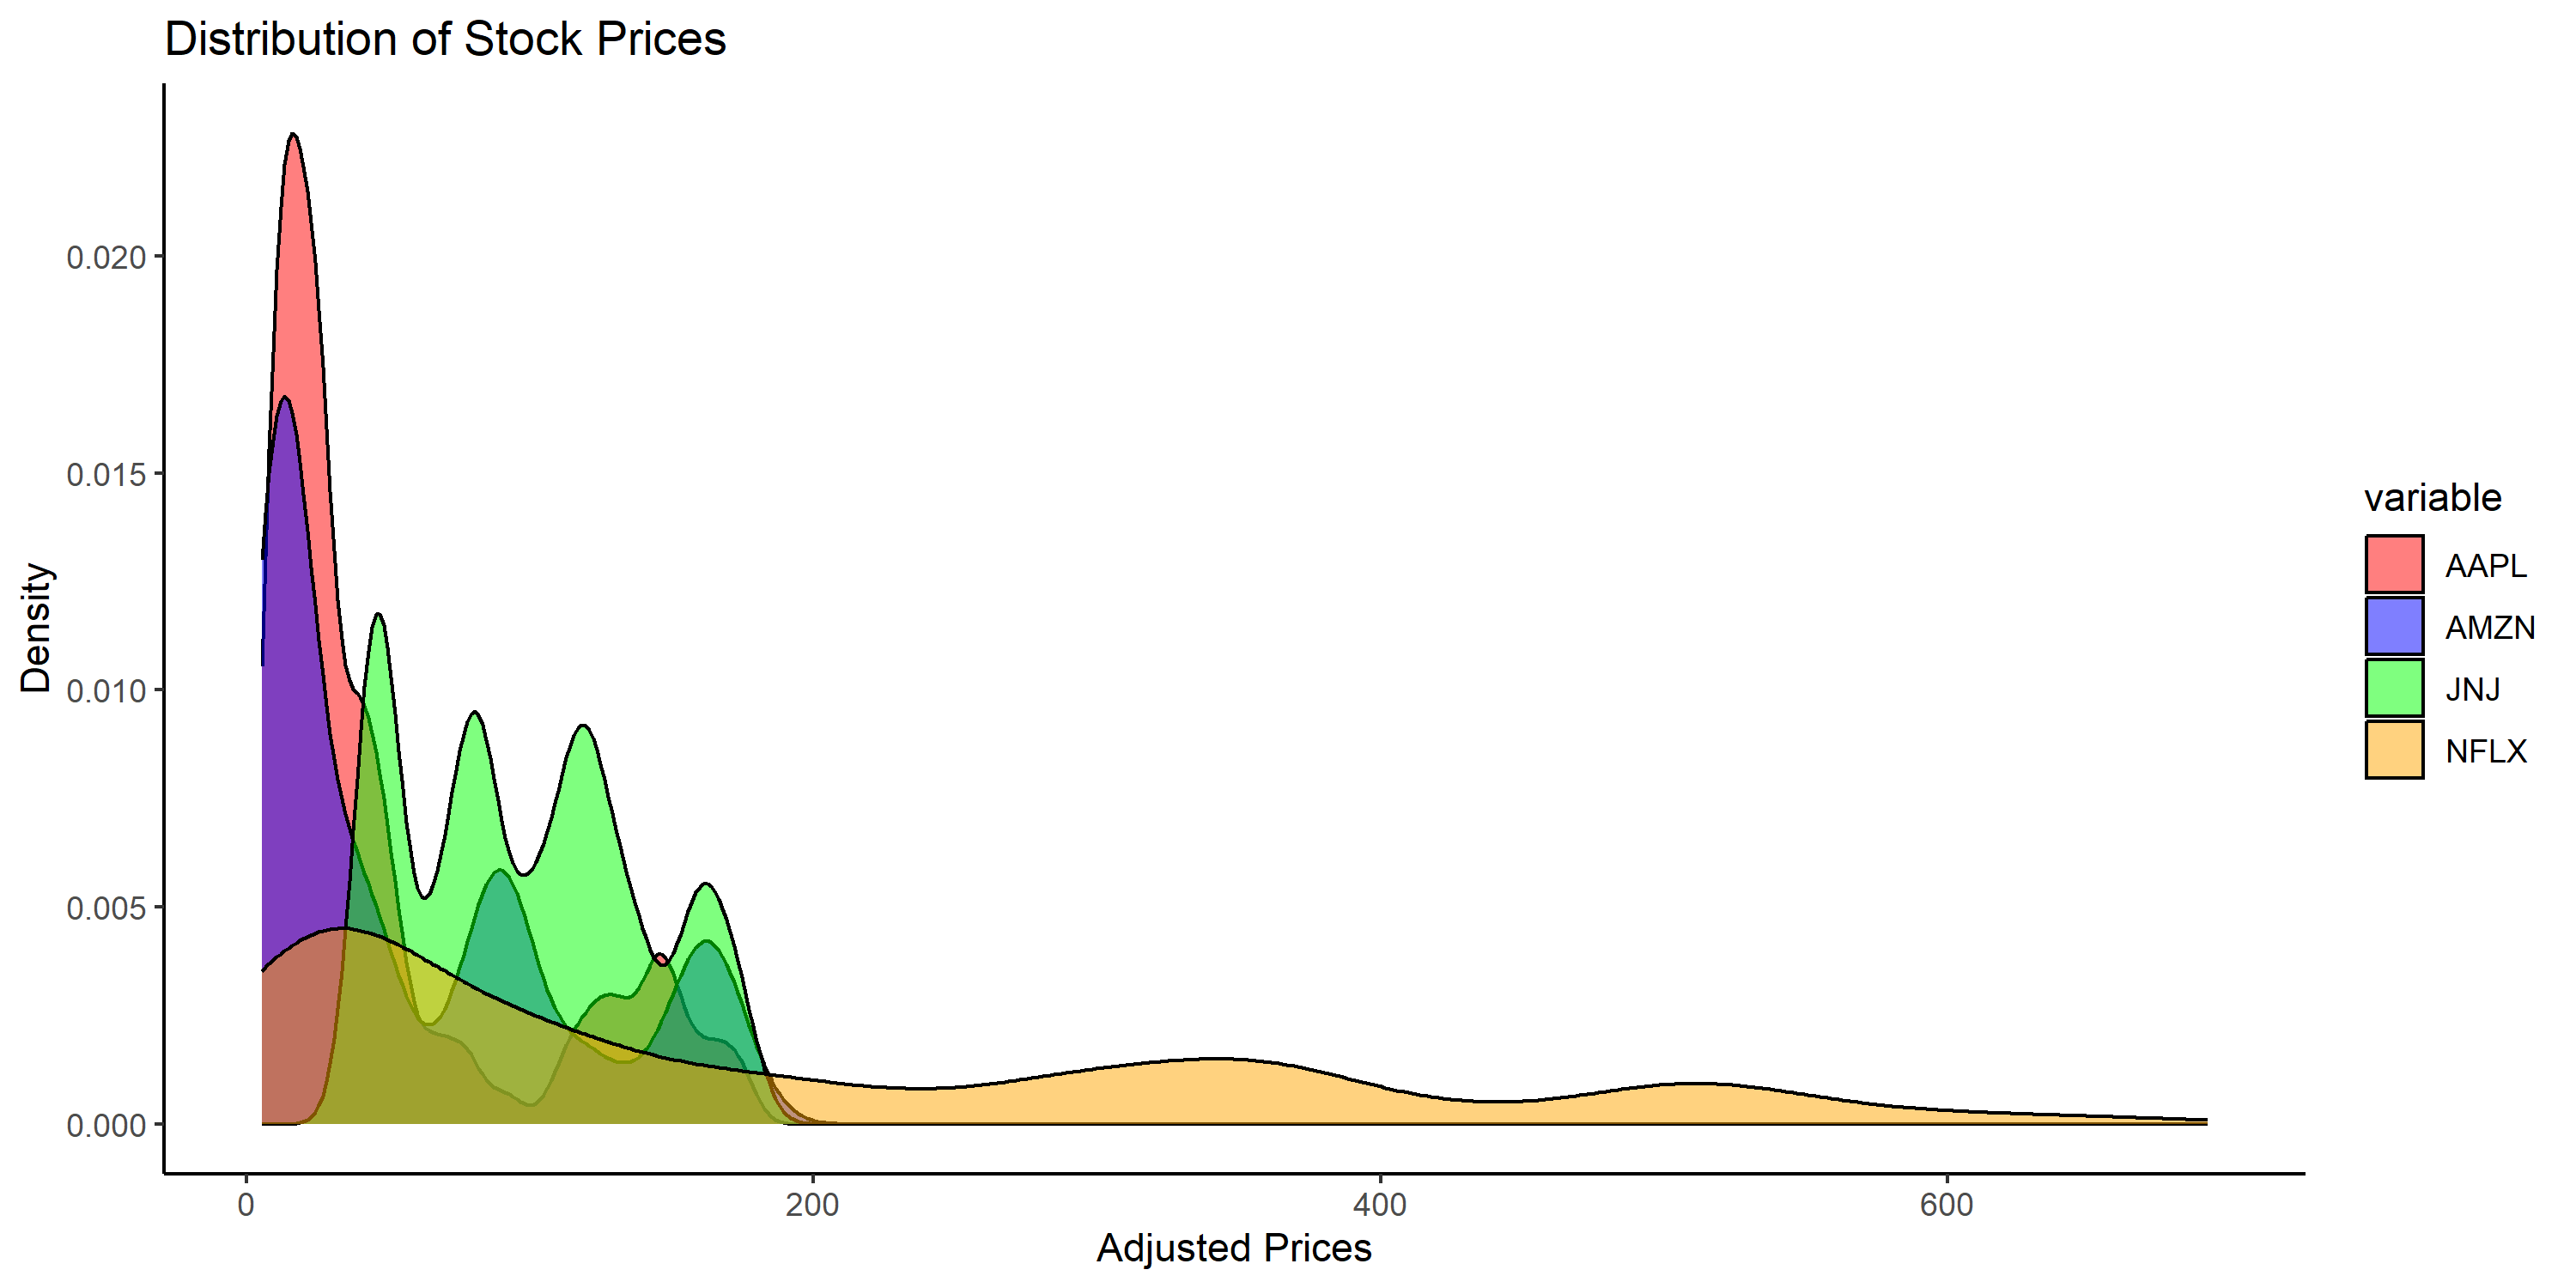 Distribution of Stock Prices
0.020
0.015
0.010
0.005
0.000
Density
0 200 400 600
Adjusted Prices
variable
AAPL
AMZN
JNJ
NFLX